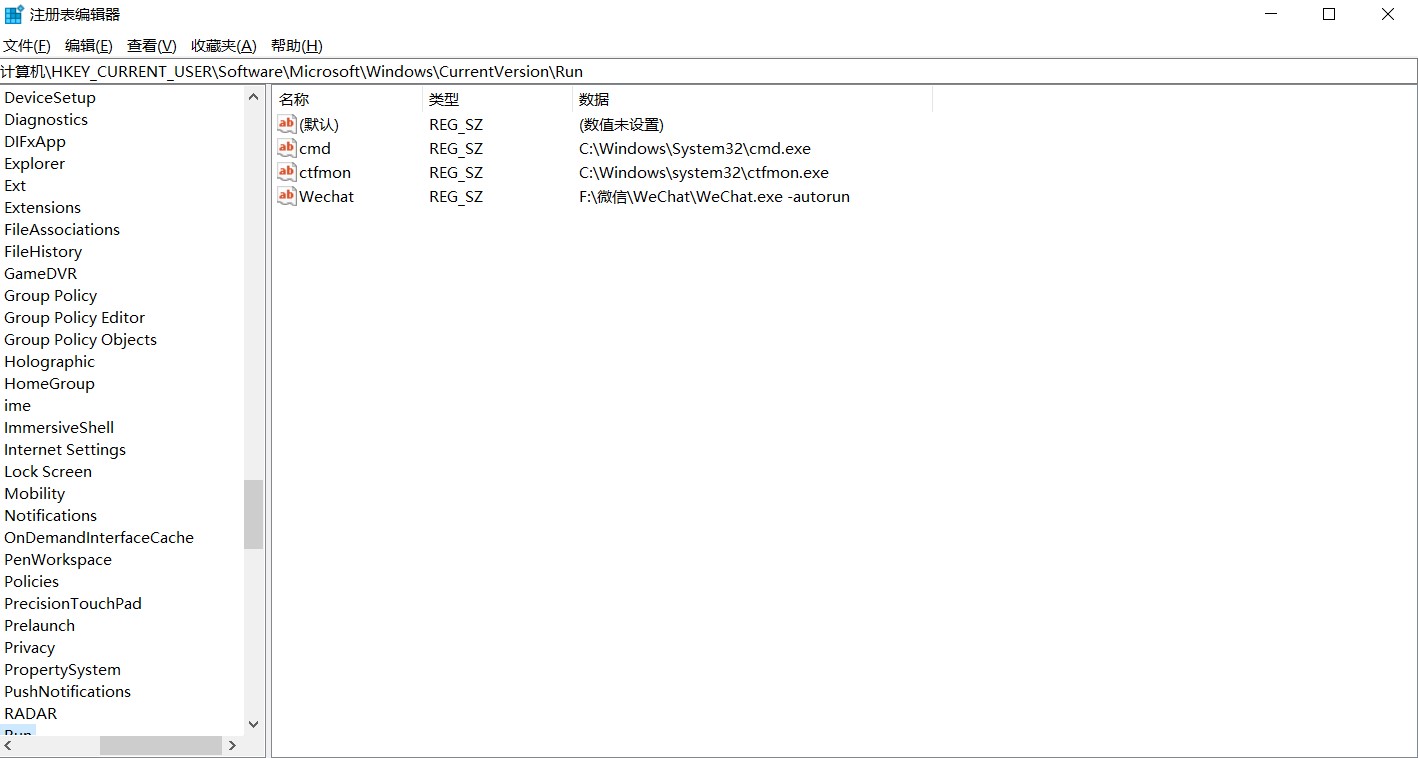 注册表编辑器
文件(F) 编辑(E) 查看(V) 收藏夹(A) 帮助(H)
计算机\HKEY_CURRENT_USER\Software\Microsoft\Windows\CurrentVersion\Run
DeviceSetup
Diagnostics
DIFxApp
Explorer
Ext
Extensions
FileAssociations
FileHistory
GameDVR
Group Policy
Group Policy Editor
Group Policy Objects
Holographic
HomeGroup
ime
ImmersiveShell
Internet Settings
Lock Screen
Mobility
Notifications
OnDemandInterfaceCache
PenWorkspace
Policies
PrecisionTouchPad
Prelaunch
Privacy
PropertySystem
PushNotifications
RADAR
Run
名称 类型 数据
ab (默认) REG_SZ (数值未设置)
ab cmd REG_SZ C:\Windows\System32\cmd.exe
ab ctfmon REG_SZ C:\Windows\system32\ctfmon.exe
ab Wechat REG_SZ F:\微信\WeChat\WeChat.exe -autorun